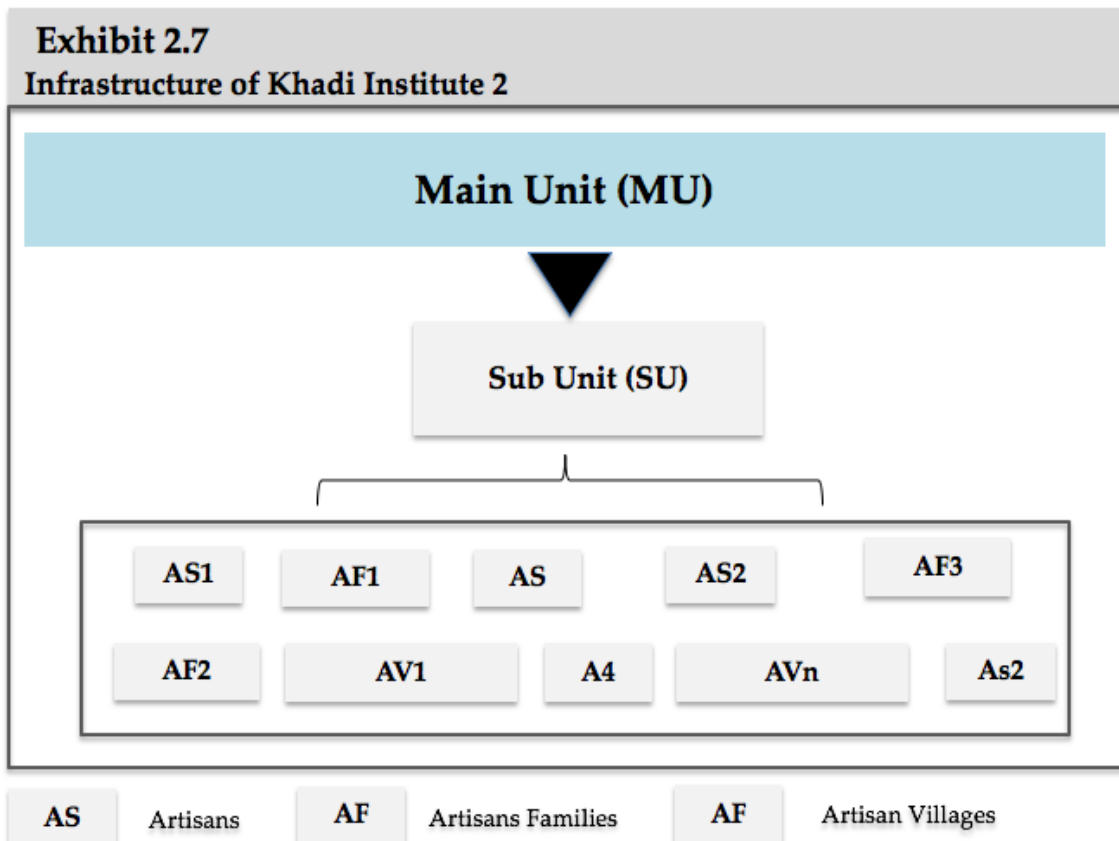 Exhibit 2.7
Infrastructure of Khadi Institute 2
Main Unit (MU)
Sub Unit (SU)
AS1 AF1 AS AS2 AF3
AF2 AV1 A4 AVn As2
AS Artisans AF Artisans Families AF Artisan Villages